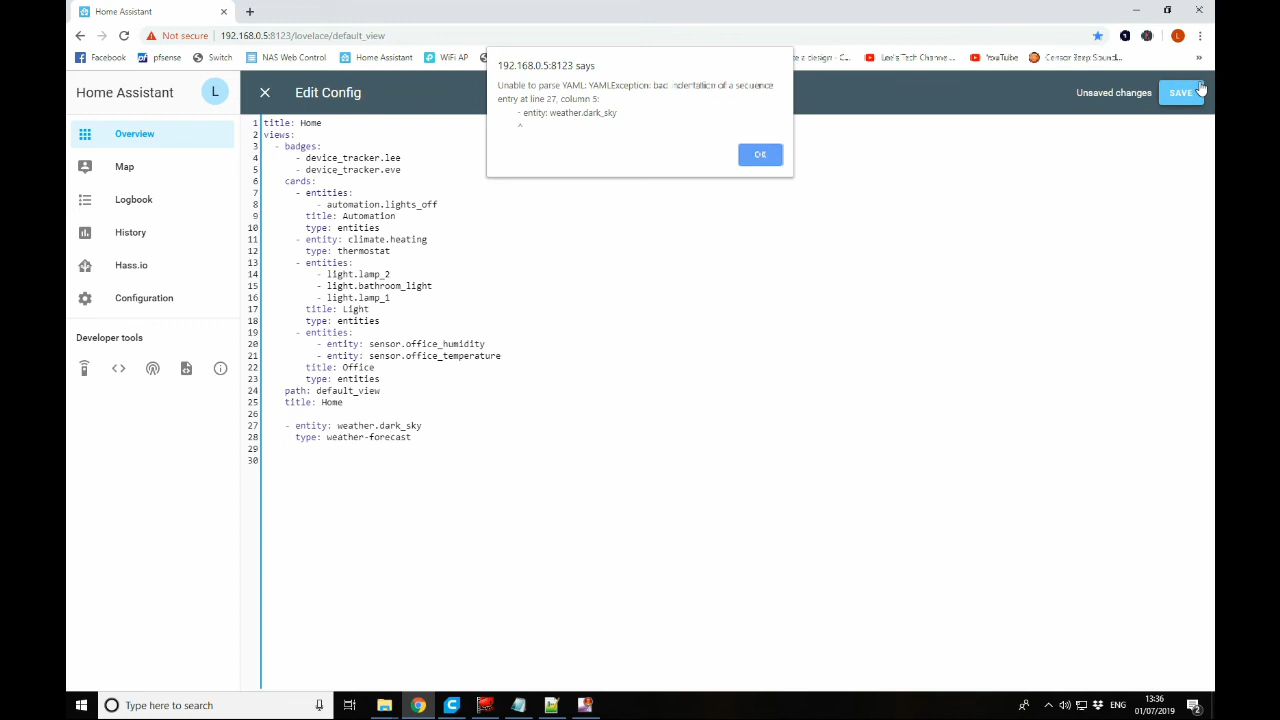 Home Assistant
Not secure
192.168.0.5:8123/lovelace/default_view
Facebook
pfsense
Switch
NAS Web Control
Home Assistant
WiFi AP
e a design - C...
Lee's Tech Channe...
YouTube
Censor Beep Sound...
»
192.168.0.5:8123 says
Unable to parse YAML: YAMLException: bad indentation of a sequence
entry at line 27, column 5:
- entity: weather.dark_sky
^
OK
Home Assistant
L
Edit Config
Unsaved changes
SAVE
Overview
Map
Logbook
History
Hass.io
Configuration
Developer tools
1 title: Home
2 views:
3 - badges:
4 - device_tracker.lee
5 - device_tracker.eve
6 cards:
7 - entities:
8 - automation.lights_off
9 title: Automation
10 type: entities
11 - entity: climate.heating
12 type: thermostat
13 - entities:
14 - light.lamp_2
15 - light.bathroom_light
16 - light.lamp_1
17 title: Light
18 type: entities
19 - entities:
20 - entity: sensor.office_humidity
21 - entity: sensor.office_temperature
22 title: Office
23 type: entities
24 path: default_view
25 title: Home
26
27 - entity: weather.dark_sky
28 type: weather-forecast
29
30
Type here to search
ENG
13:36
01/07/2019
2